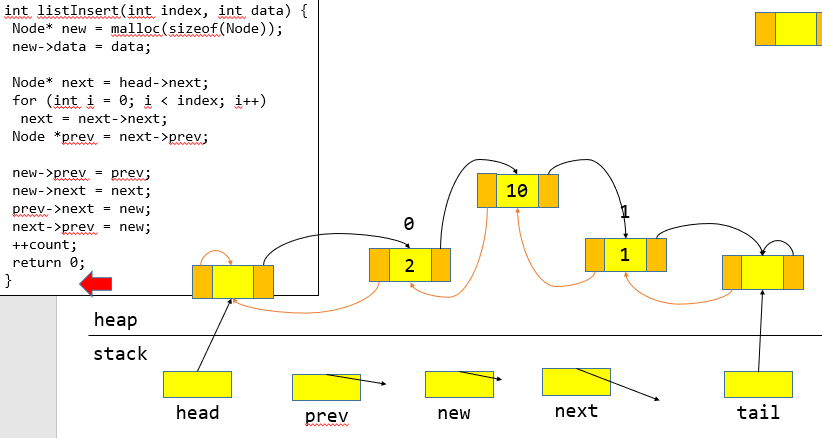 int listInsert(int index, int data) {
Node* new = malloc(sizeof(Node));
new->data = data;
Node* next = head->next;
for (int i = 0; i < index; i++)
next = next->next;
Node *prev = next->prev;
new->prev = prev;
new->next = next;
prev->next = new;
next->prev = new;
++count;
return 0;
}
10
0
1
2
1
heap
stack
head
prev
new
next
tail